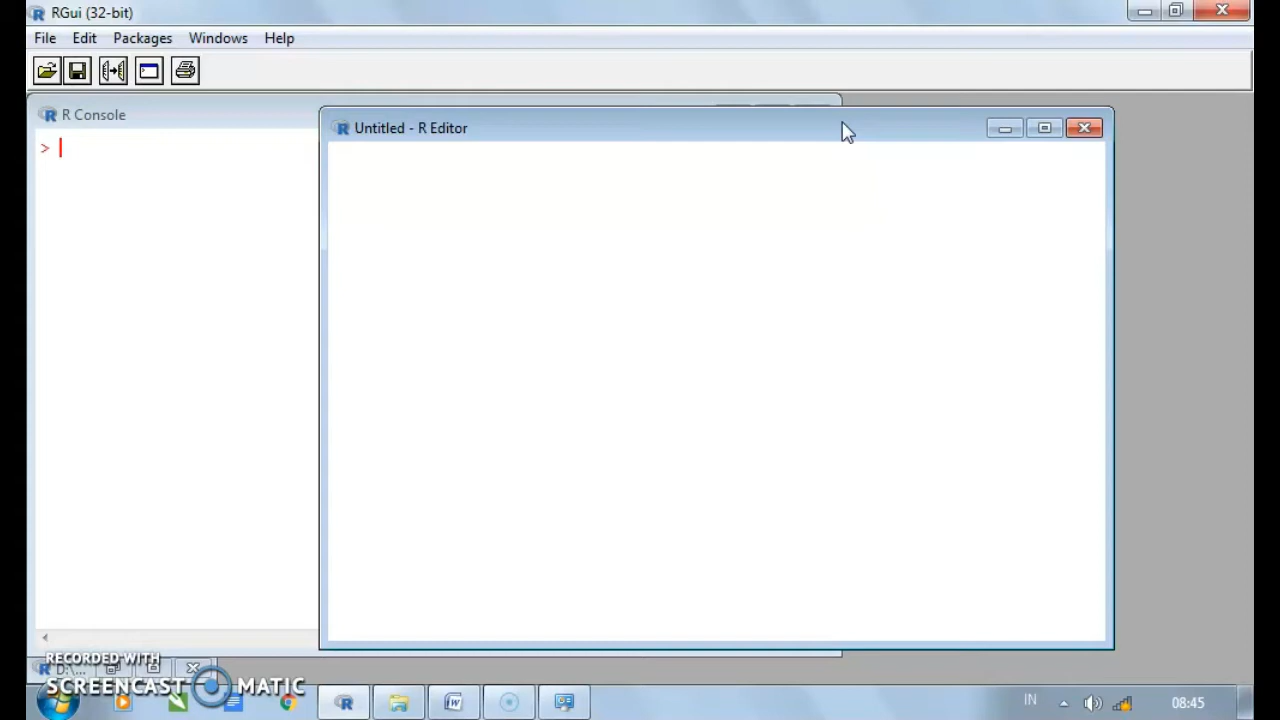 RGui (32-bit)
File Edit Packages Windows Help
R Console
Untitled - R Editor
>
D:\...
RECORDED WITH
SCREENCAST MATIC
IN
08:45